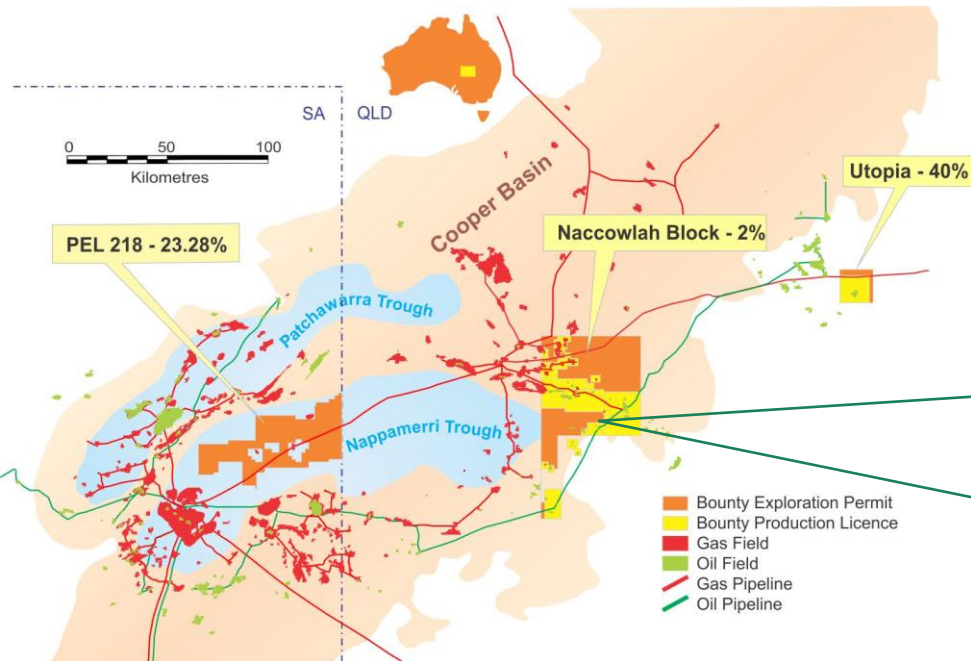 SA
QLD
0
50
100
Kilometres
Utopia - 40%
Cooper Basin
PEL 218 - 23.28%
Naccowlah Block - 2%
Patchawarra Trough
Nappamerri Trough
Bounty Exploration Permit
Bounty Production Licence
Gas Field
Oil Field
Gas Pipeline
Oil Pipeline